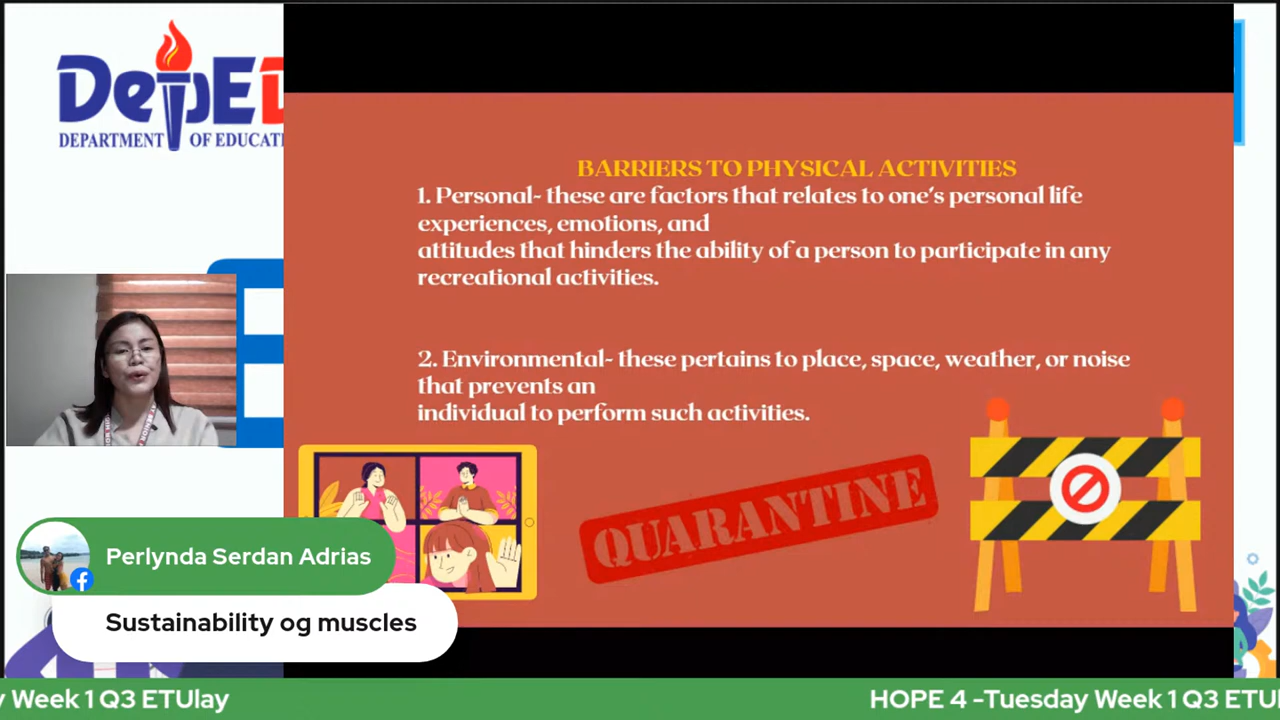 DepE
DEPARTMENT OF EDUCATI
BARRIERS TO PHYSICAL ACTIVITIES
1. Personal- these are factors that relates to one's personal life
experiences, emotions, and
attitudes that hinders the ability of a person to participate in any
recreational activities.
2. Environmental- these pertains to place, space, weather, or noise
that prevents an
individual to perform such activities.
QUARANTINE
Perlynda Serdan Adrias
Sustainability og muscles
y Week 1 Q3 ETUlay
HOPE 4 -Tuesday Week 1 Q3 ETUl